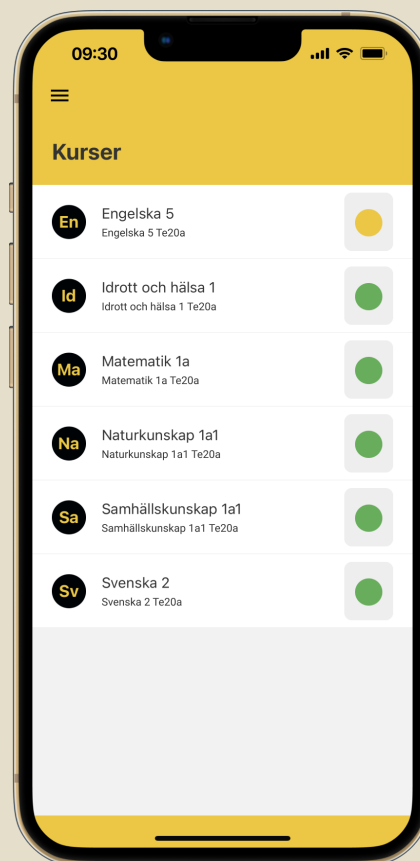 09:30
Kurser
En
Engelska 5
Engelska 5 Te20a
Id
Idrott och hälsa 1
Idrott och hälsa 1 Te20a
Ma
Matematik 1a
Matematik 1a Te20a
Na
Naturkunskap 1a1
Naturkunskap 1a1 Te20a
Sa
Samhällskunskap 1a1
Samhällskunskap 1a1 Te20a
Sv
Svenska 2
Svenska 2 Te20a